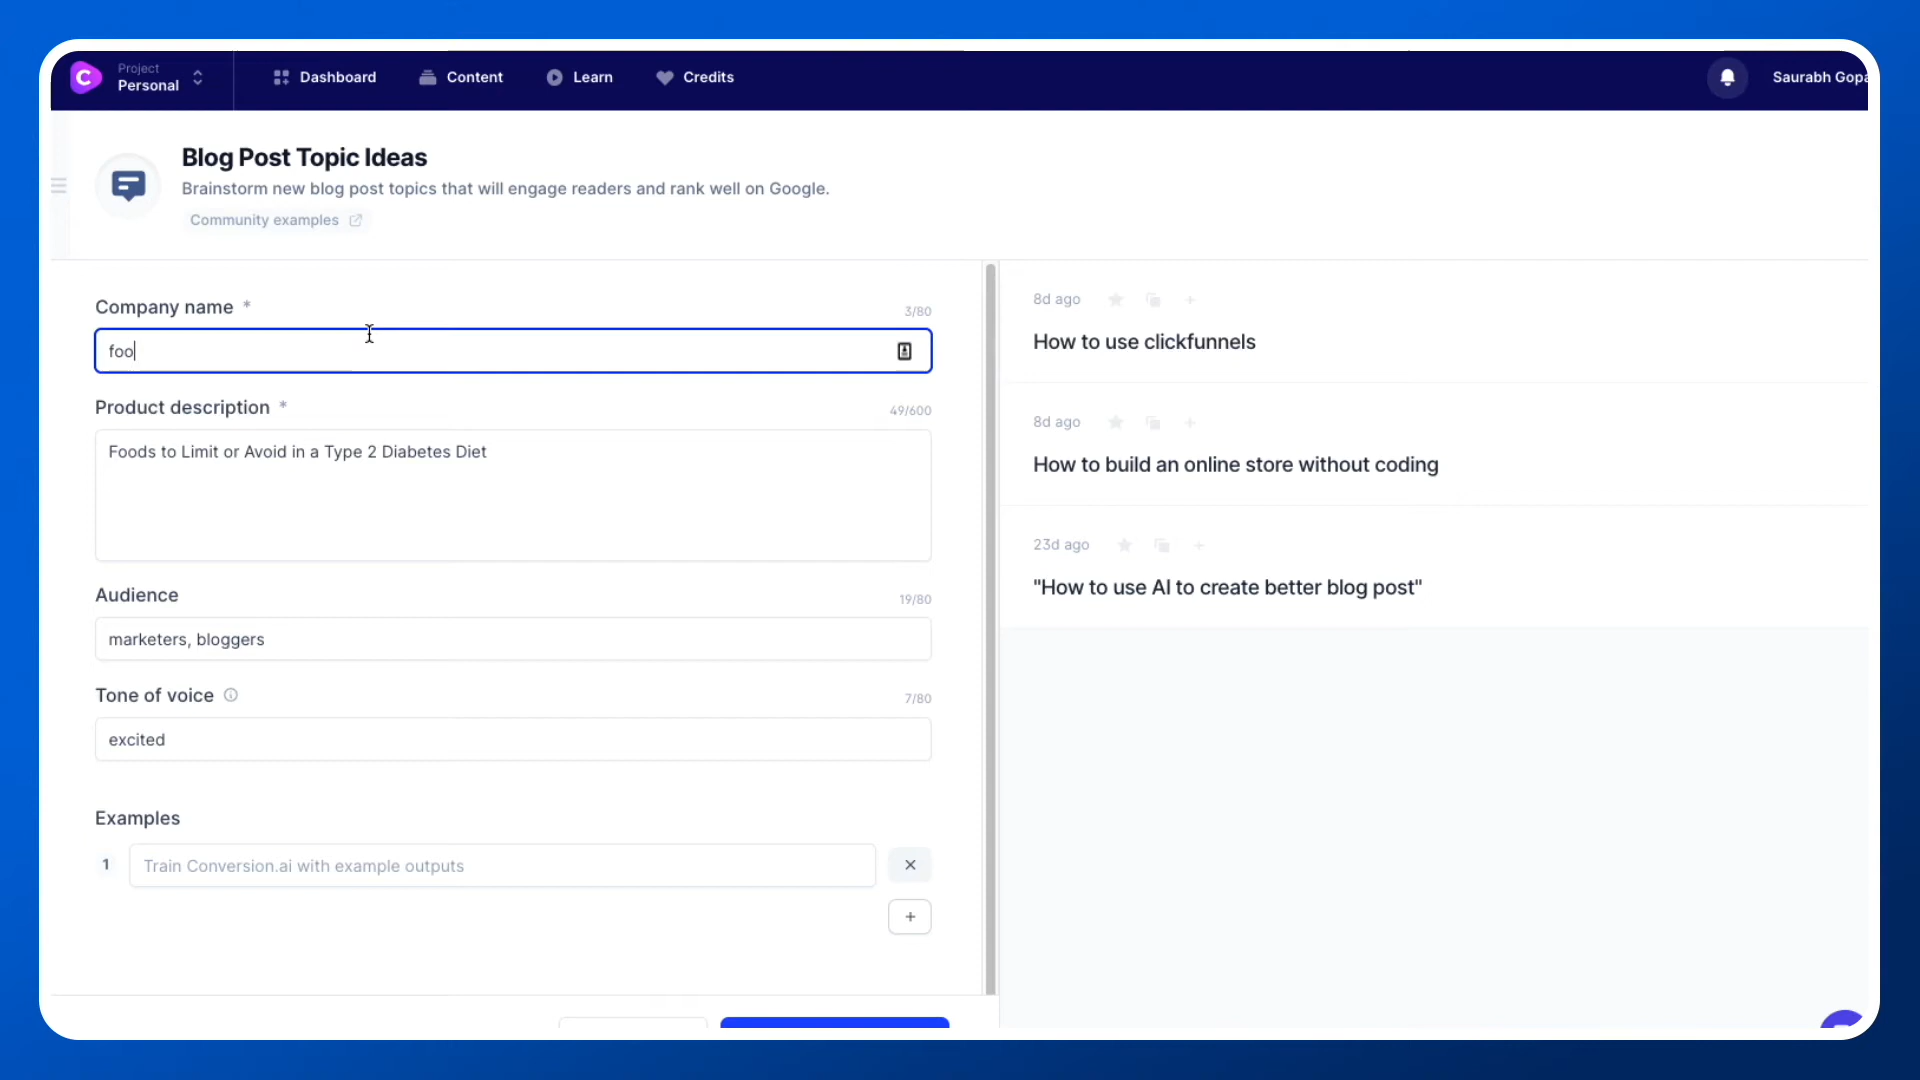 C
Project
Personal
Dashboard
Content
Learn
Credits
Saurabh Gopa
Blog Post Topic Ideas
Brainstorm new blog post topics that will engage readers and rank well on Google.
Community examples
Company name *
3/80
foo
Product description *
49/600
Foods to Limit or Avoid in a Type 2 Diabetes Diet
Audience
19/80
marketers, bloggers
Tone of voice
7/80
excited
Examples
1
Train Conversion.ai with example outputs
8d ago
How to use clickfunnels
8d ago
How to build an online store without coding
23d ago
"How to use AI to create better blog post"